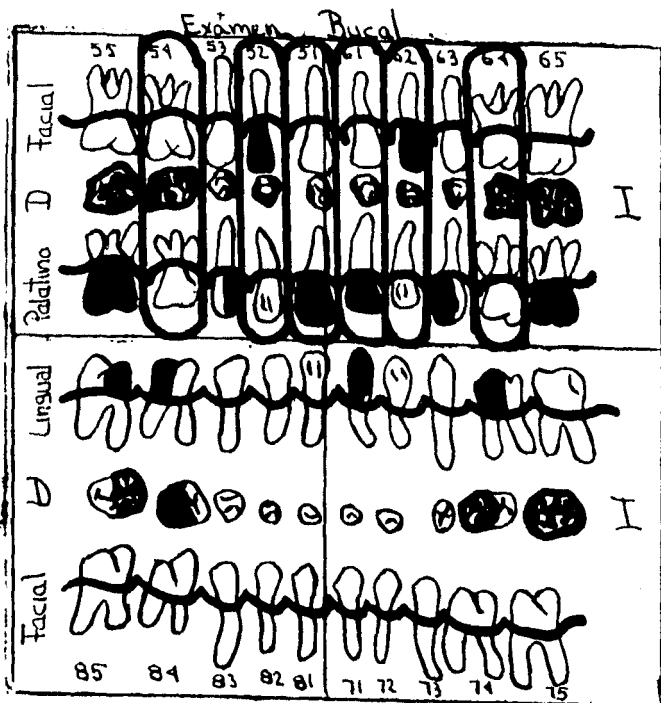 Exámen Bucal
55 54 53 52 51 61 62 63 64 65
Facial
D I
Palatino
Lingual
D I
Facial
85 84 83 82 81 71 72 73 74 75